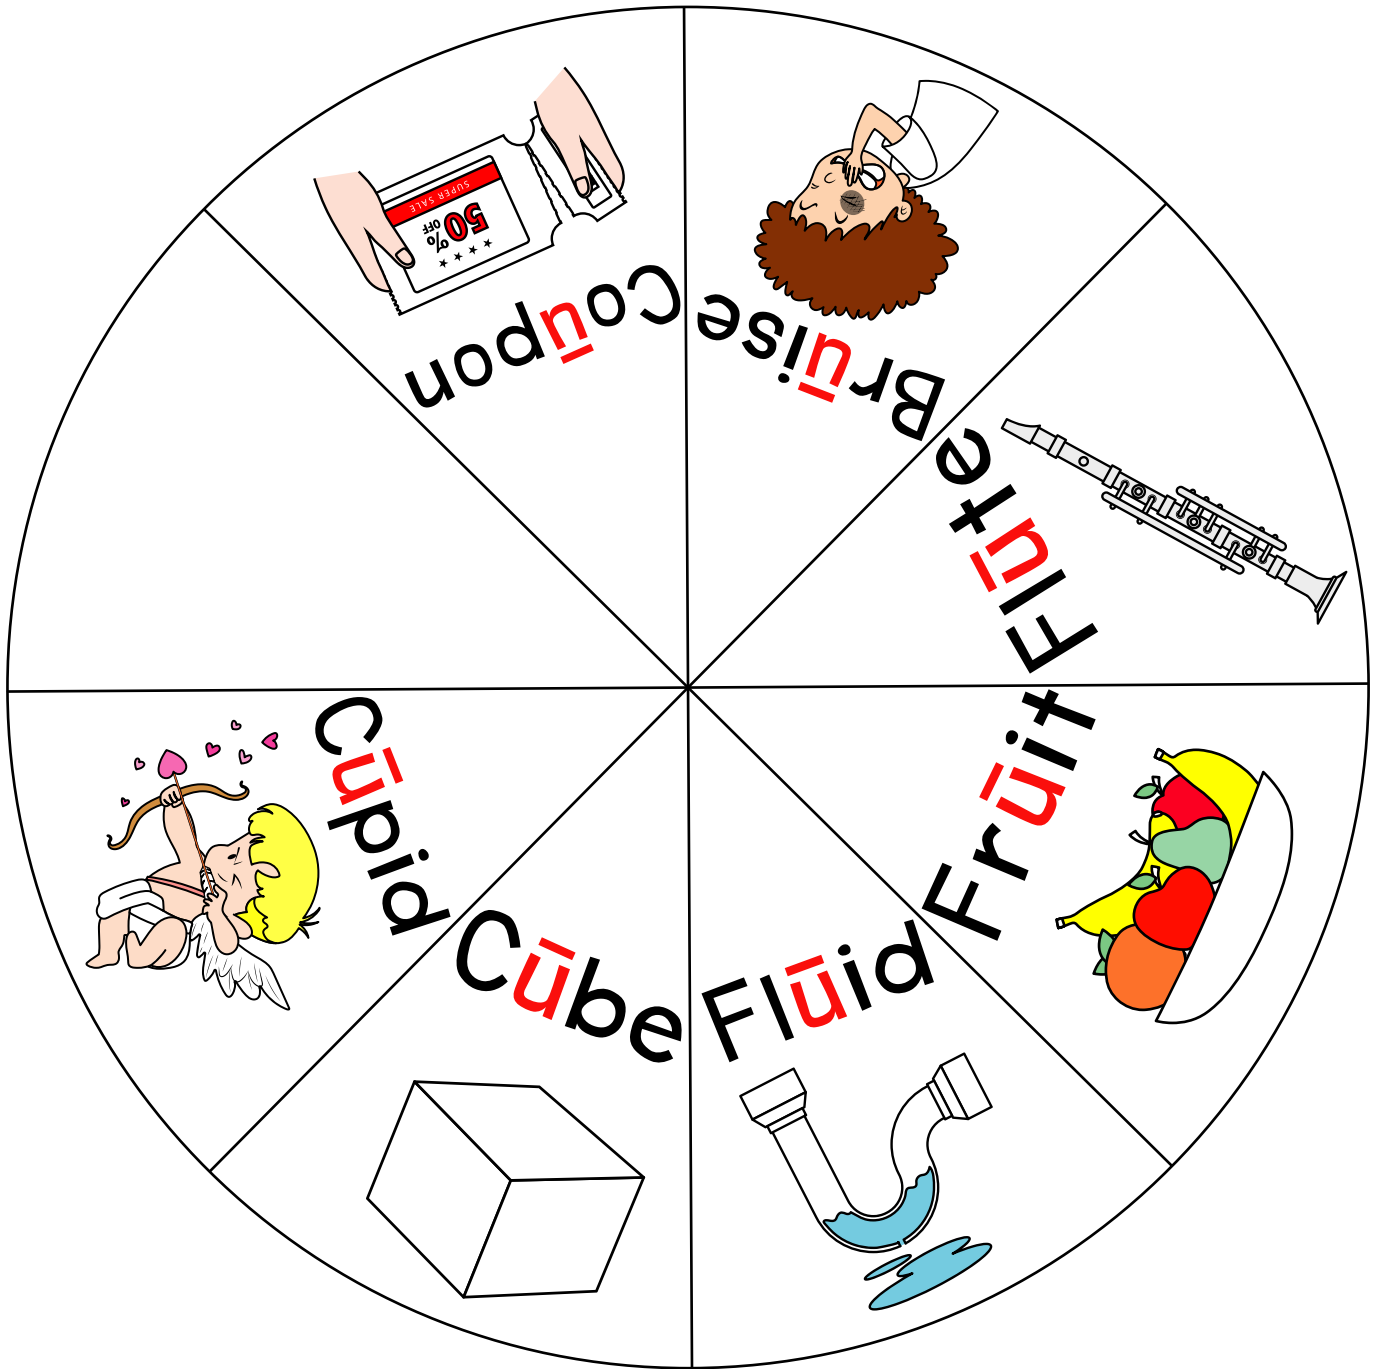 Coūpon
SUPER SALE
50% OFF
Brūise
Flūte
Frūit
Flūid
Cūbe
Cūpid